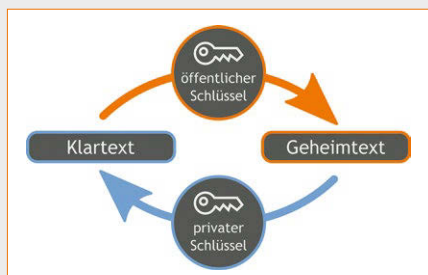 öffentlicher
Schlüssel
Klartext
Geheimtext
privater
Schlüssel